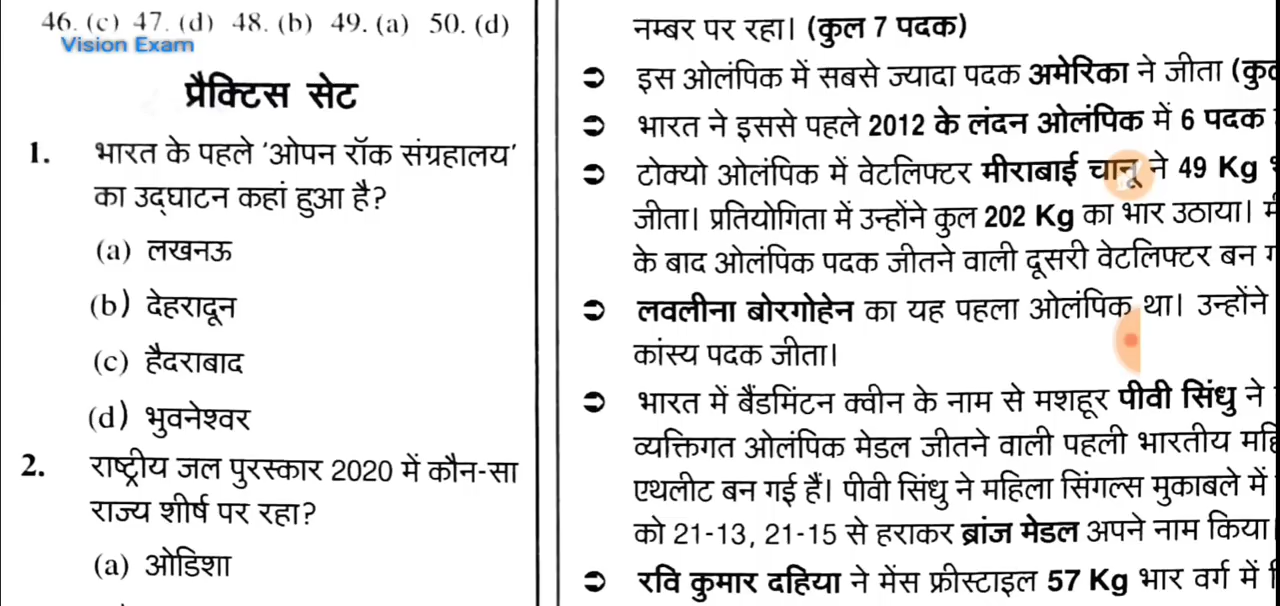 46. (c) 47. (d) 48. (b) 49. (a) 50. (d)
Vision Exam
प्रैक्टिस सेट
1. भारत के पहले ‘ओपन रॉक संग्रहालय’
का उद्घाटन कहां हुआ है?
(a) लखनऊ
(b) देहरादून
(c) हैदराबाद
(d) भुवनेश्वर
2. राष्ट्रीय जल पुरस्कार 2020 में कौन-सा
राज्य शीर्ष पर रहा?
(a) ओडिशा
नम्बर पर रहा। (कुल 7 पदक)
इस ओलंपिक में सबसे ज्यादा पदक अमेरिका ने जीता
भारत ने इससे पहले 2012 के लंदन ओलंपिक में 6 पदक
टोक्यो ओलंपिक में वेटलिफ्टर मीराबाई चानू ने 49 Kg
जीता। प्रतियोगिता में उन्होंने कुल 202 Kg का भार उठाया।
के बाद ओलंपिक पदक जीतने वाली दूसरी वेटलिफ्टर बन
लवलीना बोरगोहेन का यह पहला ओलंपिक था। उन्होंने
कांस्य पदक जीता।
भारत में बैंडमिंटन क्वीन के नाम से मशहूर पीवी सिंधु ने
व्यक्तिगत ओलंपिक मेडल जीतने वाली पहली भारतीय
एथलीट बन गई हैं। पीवी सिंधु ने महिला सिंगल्स मुकाबले में
को 21-13, 21-15 से हराकर ब्रांज मेडल अपने नाम किया
रवि कुमार दहिया ने मेंस फ्रीस्टाइल 57 Kg भार वर्ग में